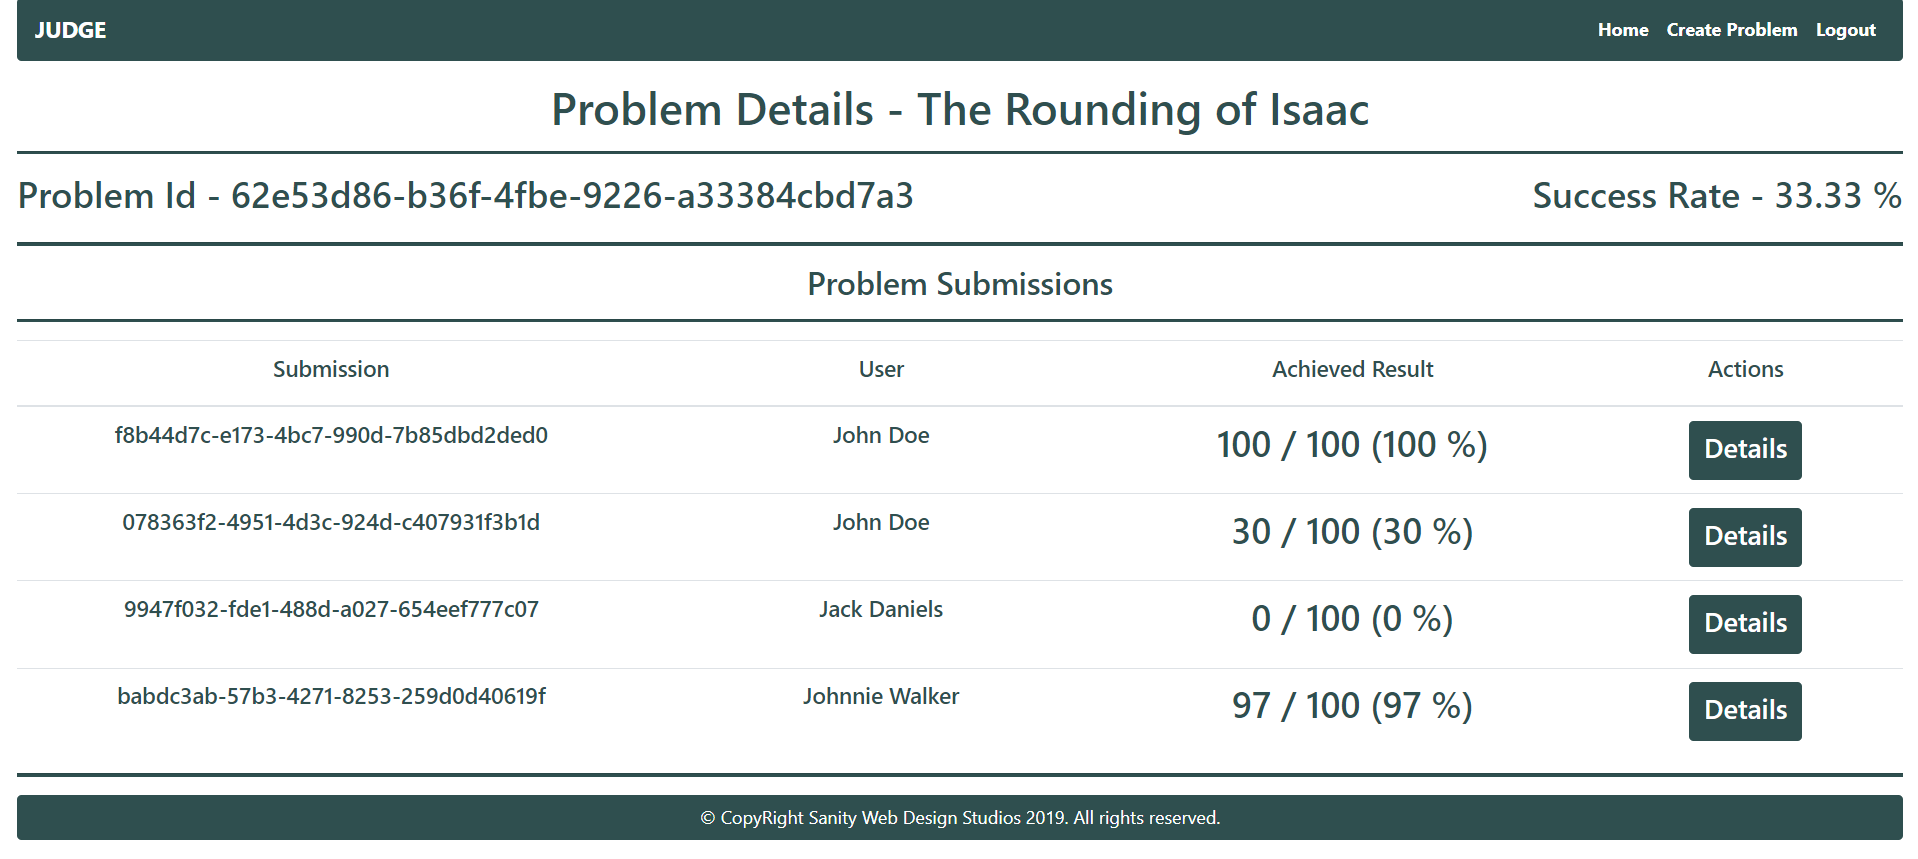 JUDGE Home Create Problem Logout
Problem Details - The Rounding of Isaac
Problem Id - 62e53d86-b36f-4fbe-9226-a33384cbd7a3 Success Rate - 33.33 %
Problem Submissions
Submission User Achieved Result Actions
f8b44d7c-e173-4bc7-990d-7b85dbd2ded0 John Doe 100 / 100 (100 %) Details
078363f2-4951-4d3c-924d-c407931f3b1d John Doe 30 / 100 (30 %) Details
9947f032-fde1-488d-a027-654eef777c07 Jack Daniels 0 / 100 (0 %) Details
babdc3ab-57b3-4271-8253-259d0d40619f Johnnie Walker 97 / 100 (97 %) Details
© CopyRight Sanity Web Design Studios 2019. All rights reserved.